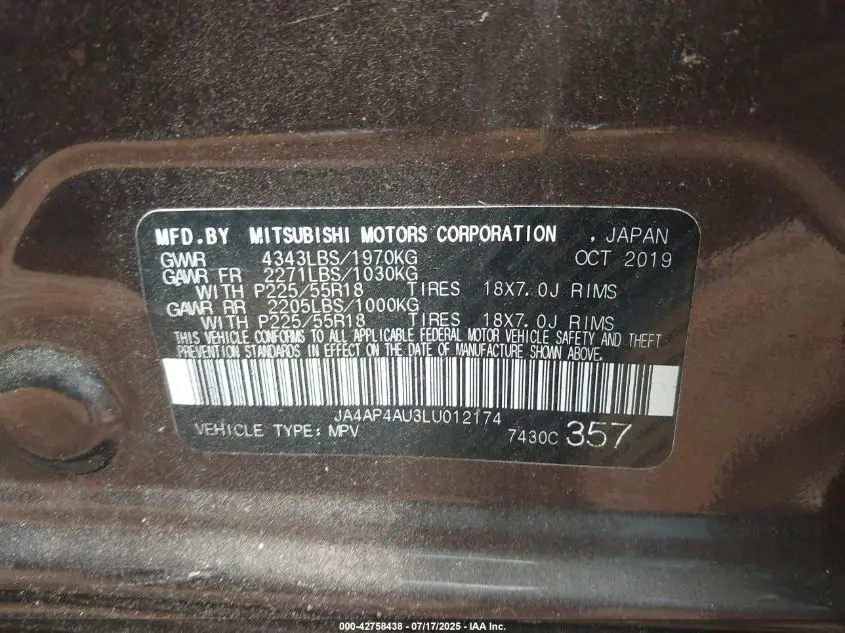 MFD.BY MITSUBISHI MOTORS CORPORATION , JAPAN
GVWR 4343LBS/1970KG OCT 2019
GAWR FR 2271LBS/1030KG
WITH P225/55R18 TIRES 18X7.0J RIMS
GAWR RR 2205LBS/1000KG
WITH P225/55R18 TIRES 18X7.0J RIMS
THIS VEHICLE CONFORMS TO ALL APPLICABLE FEDERAL MOTOR VEHICLE SAFETY AND THEFT
PREVENTION STANDARDS IN EFFECT ON THE DATE OF MANUFACTURE SHOWN ABOVE.
JA4AP4AU3LU012174
VEHICLE TYPE: MPV 7430C 357
000-42758438 - 07/17/2025 - IAA Inc.